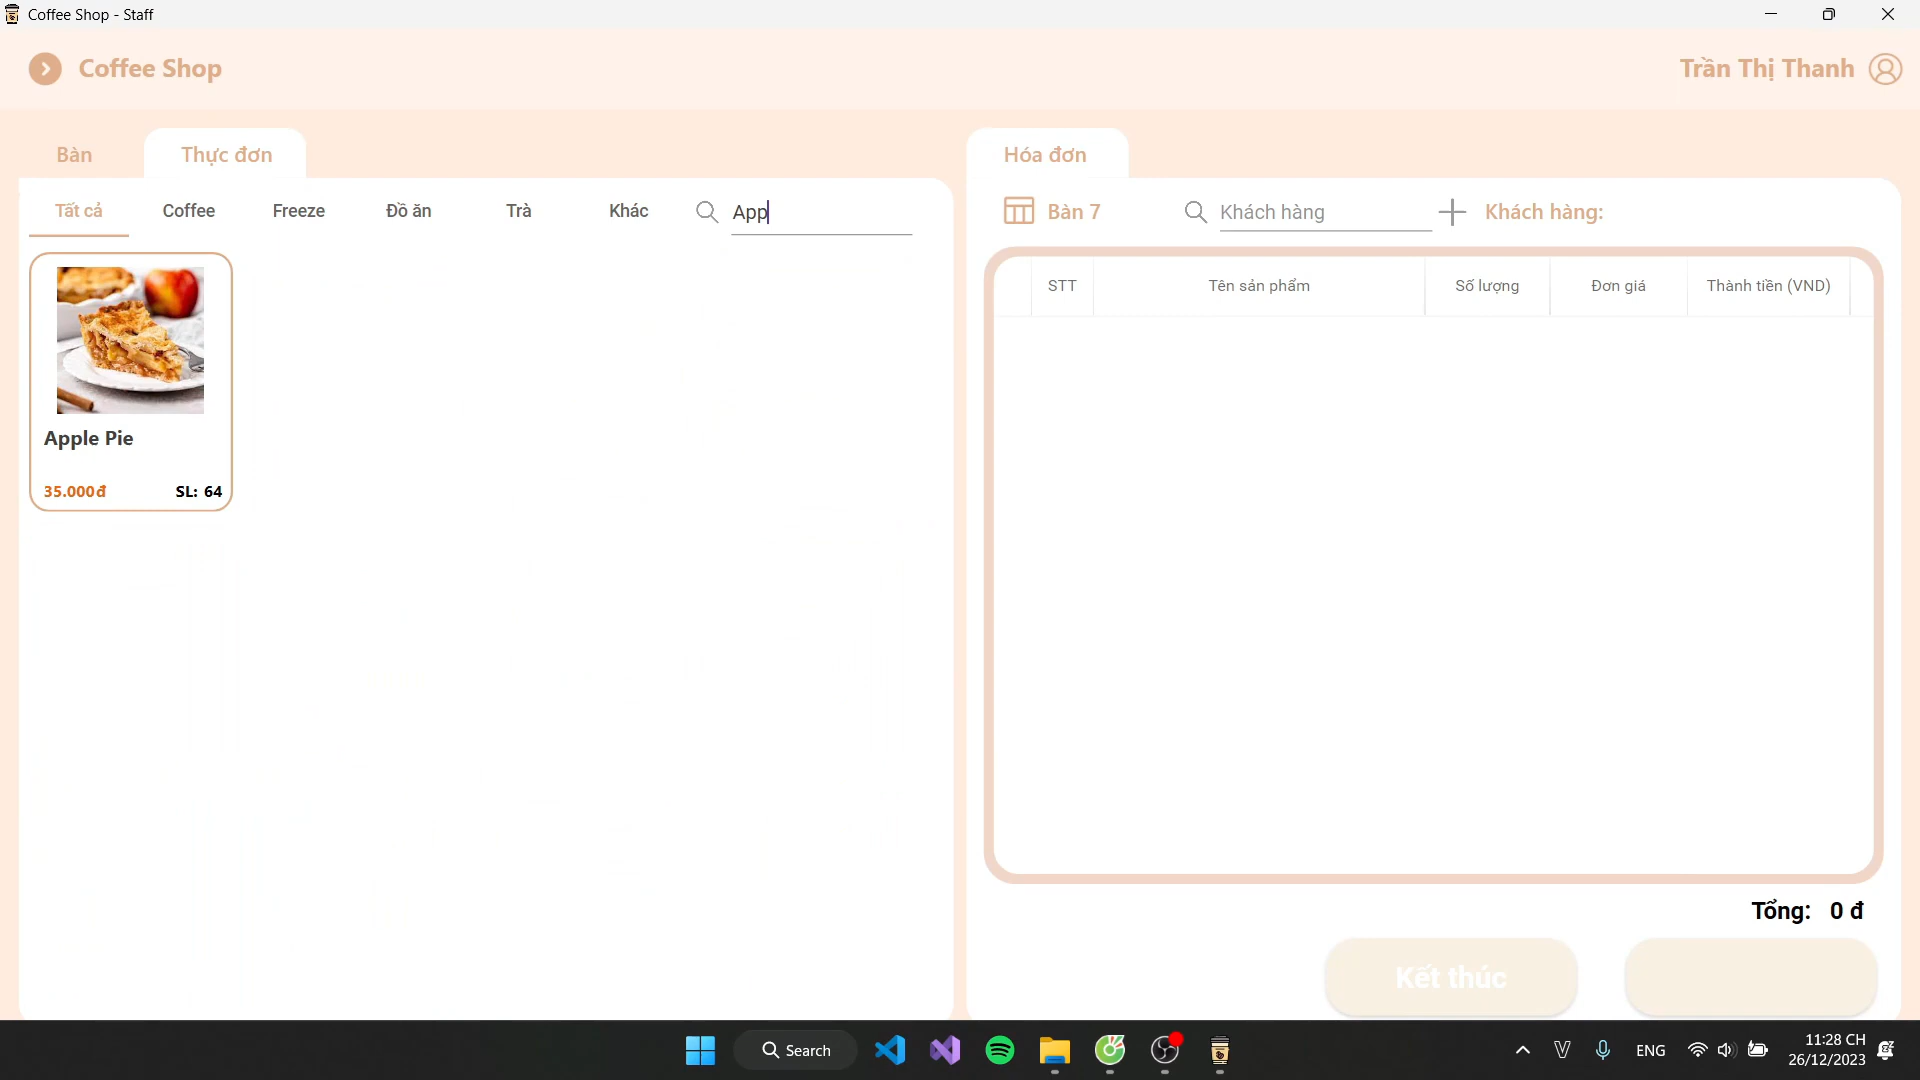 Coffee Shop - Staff
Coffee Shop
Trần Thị Thanh
Bàn
Thực đơn
Tất cả
Coffee
Freeze
Đồ ăn
Trà
Khác
App
Apple Pie
35.000đ
SL: 64
Hóa đơn
Bàn 7
Khách hàng
Khách hàng:
STT
Tên sản phẩm
Số lượng
Đơn giá
Thành tiền (VND)
Tổng: 0 đ
Kết thúc
Search
ENG
11:28 CH
26/12/2023